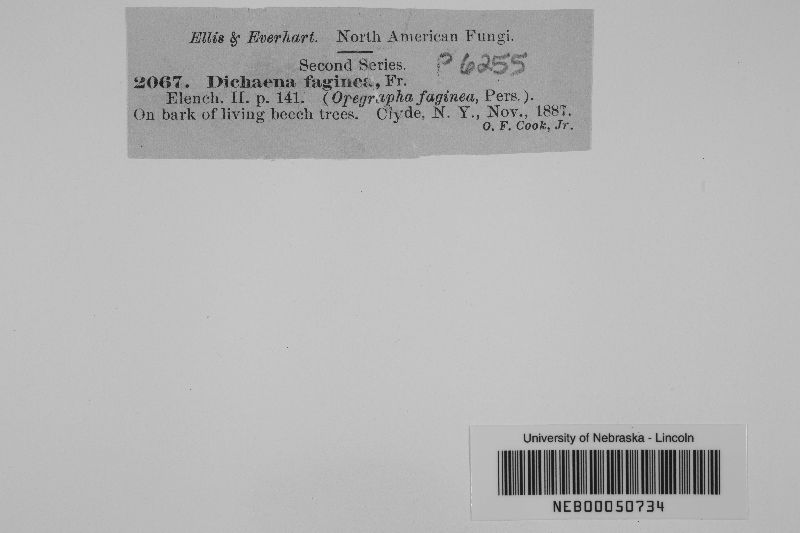 Ellis & Everhart. North American Fungi.
Second Series. P 6255
2067. Dichaena faginea, Fr.
Elench. II. p. 141. (Opegrapha faginea, Pers.).
On bark of living beech trees. Clyde, N. Y., Nov., 1887.
O. F. Cook, Jr.
University of Nebraska - Lincoln
NEB00050734